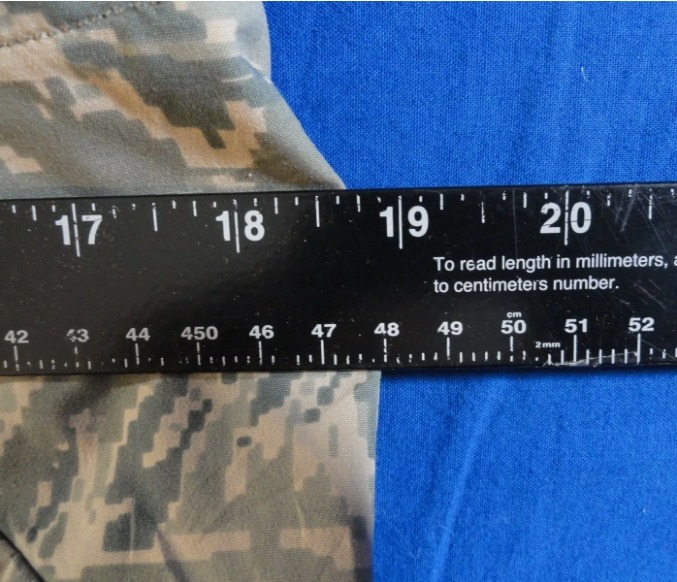 17 18 19 20
To read length in millimeters, a
to centimeters number.
cm
42 43 44 450 46 47 48 49 50 51 52
2mm